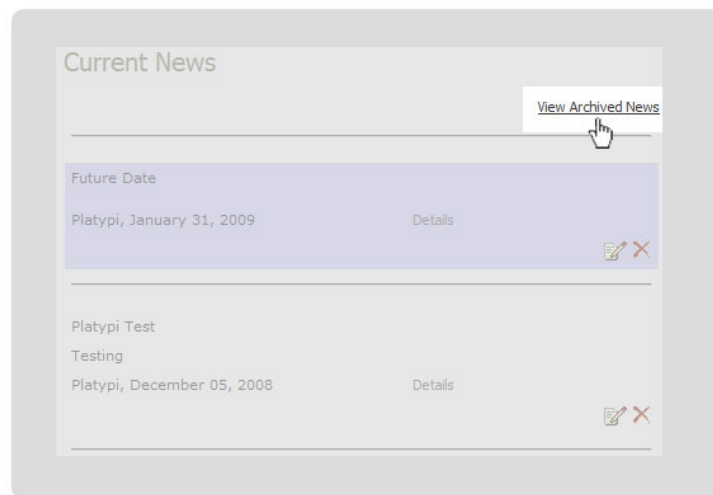 Current News
View Archived News
Future Date
Platypi, January 31, 2009 Details
Platypi Test
Testing
Platypi, December 05, 2008 Details